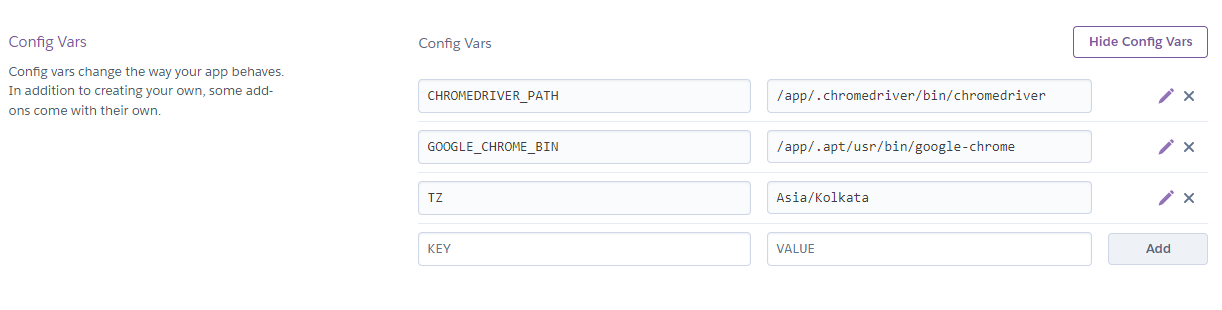 Config Vars
Config vars change the way your app behaves.
In addition to creating your own, some add-
ons come with their own.
Config Vars
Hide Config Vars
CHROMEDRIVER_PATH /app/.chromedriver/bin/chromedriver
GOOGLE_CHROME_BIN /app/.apt/usr/bin/google-chrome
TZ Asia/Kolkata
KEY VALUE Add